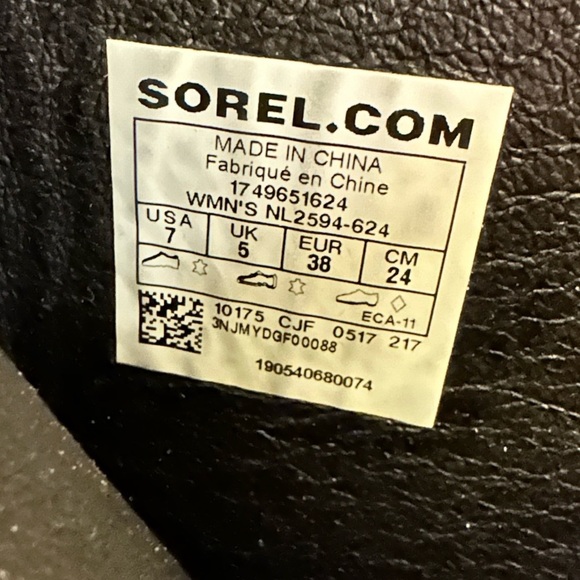 SOREL.COM
MADE IN CHINA
Fabriqué en Chine
1749651624
WMN'S NL2594-624
USA UK EUR CM
7 5 38 24
ECA-11
10175 CJF 0517 217
3NJMYDGF00088
190540680074